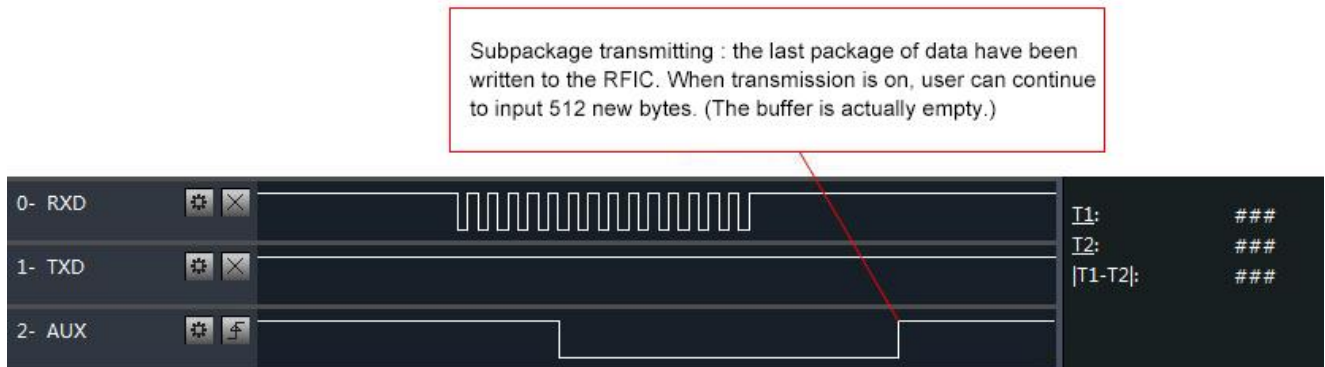 Subpackage transmitting : the last package of data have been
written to the RFIC. When transmission is on, user can continue
to input 512 new bytes. (The buffer is actually empty.)
0- RXD
1- TXD
2- AUX
T1: ###
T2: ###
|T1-T2|: ###